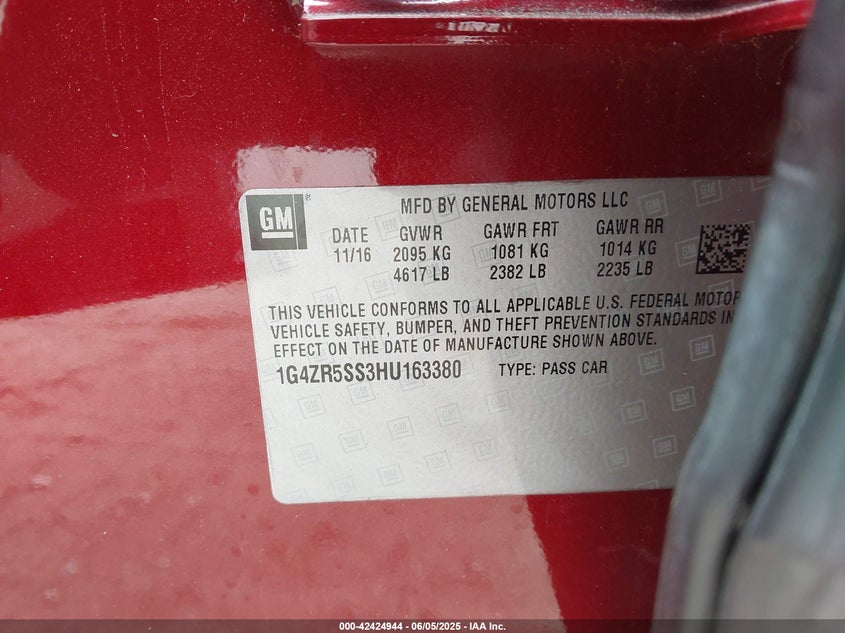 GM
MFD BY GENERAL MOTORS LLC
DATE GVWR GAWR FRT GAWR RR
11/16 2095 KG 1081 KG 1014 KG
4617 LB 2382 LB 2235 LB
THIS VEHICLE CONFORMS TO ALL APPLICABLE U.S. FEDERAL MOTOR
VEHICLE SAFETY, BUMPER, AND THEFT PREVENTION STANDARDS IN
EFFECT ON THE DATE OF MANUFACTURE SHOWN ABOVE.
1G4ZR5SS3HU163380 TYPE: PASS CAR
000-42424944 - 06/05/2025 - IAA Inc.